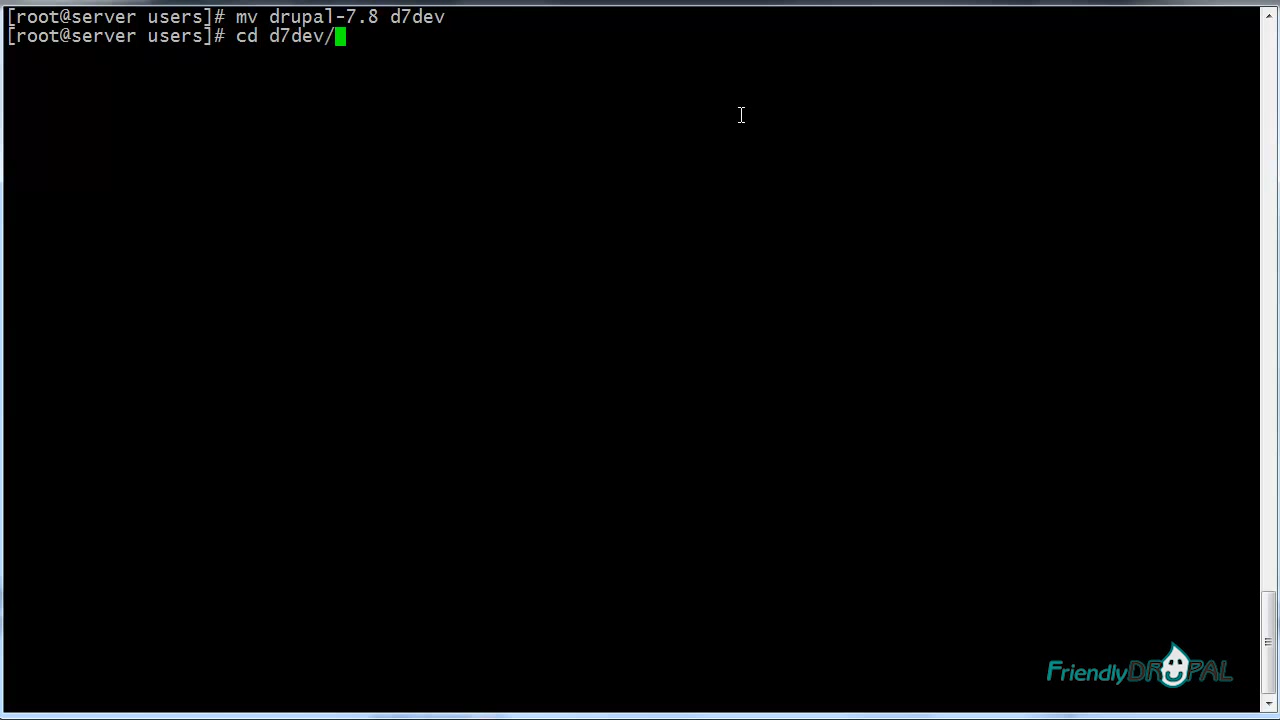 [root@server users]# mv drupal-7.8 d7dev
[root@server users]# cd d7dev/
FriendlyDRUPAL